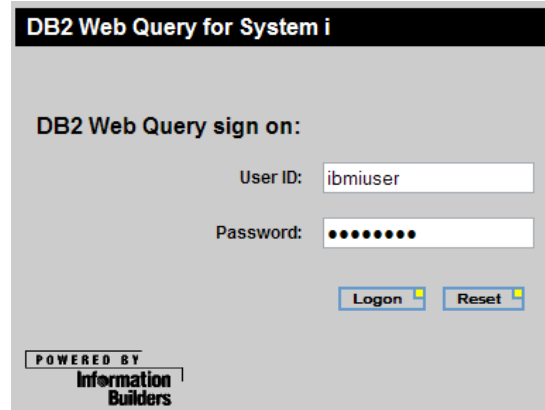 DB2 Web Query for System i
DB2 Web Query sign on:
User ID: ibmiuser
Password: ●●●●●●●●
Logon Reset
POWERED BY
Information
Builders